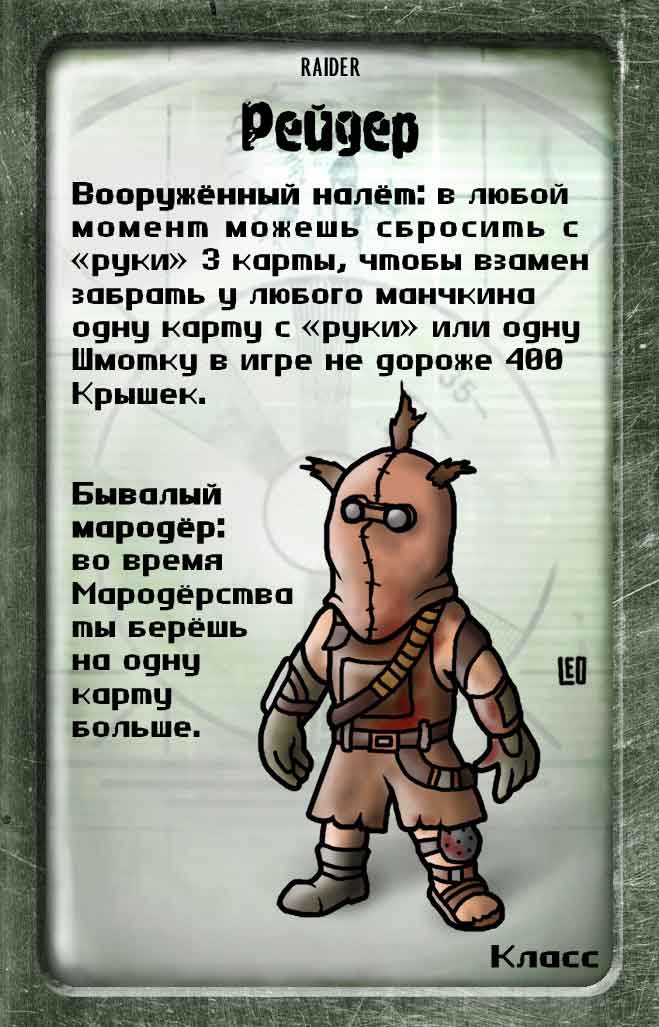 RAIDER
Рейдер
Вооружённый налёт: в любой
момент можешь сбросить с
«руки» 3 карты, чтобы взамен
забрать у любого манчкина
одну карту с «руки» или одну
Шмотку в игре не дороже 400
Крышек.
35
Бывалый
мародёр:
во время
Мародёрства
ты берёшь
на одну
карту
больше.
LEO
Класс